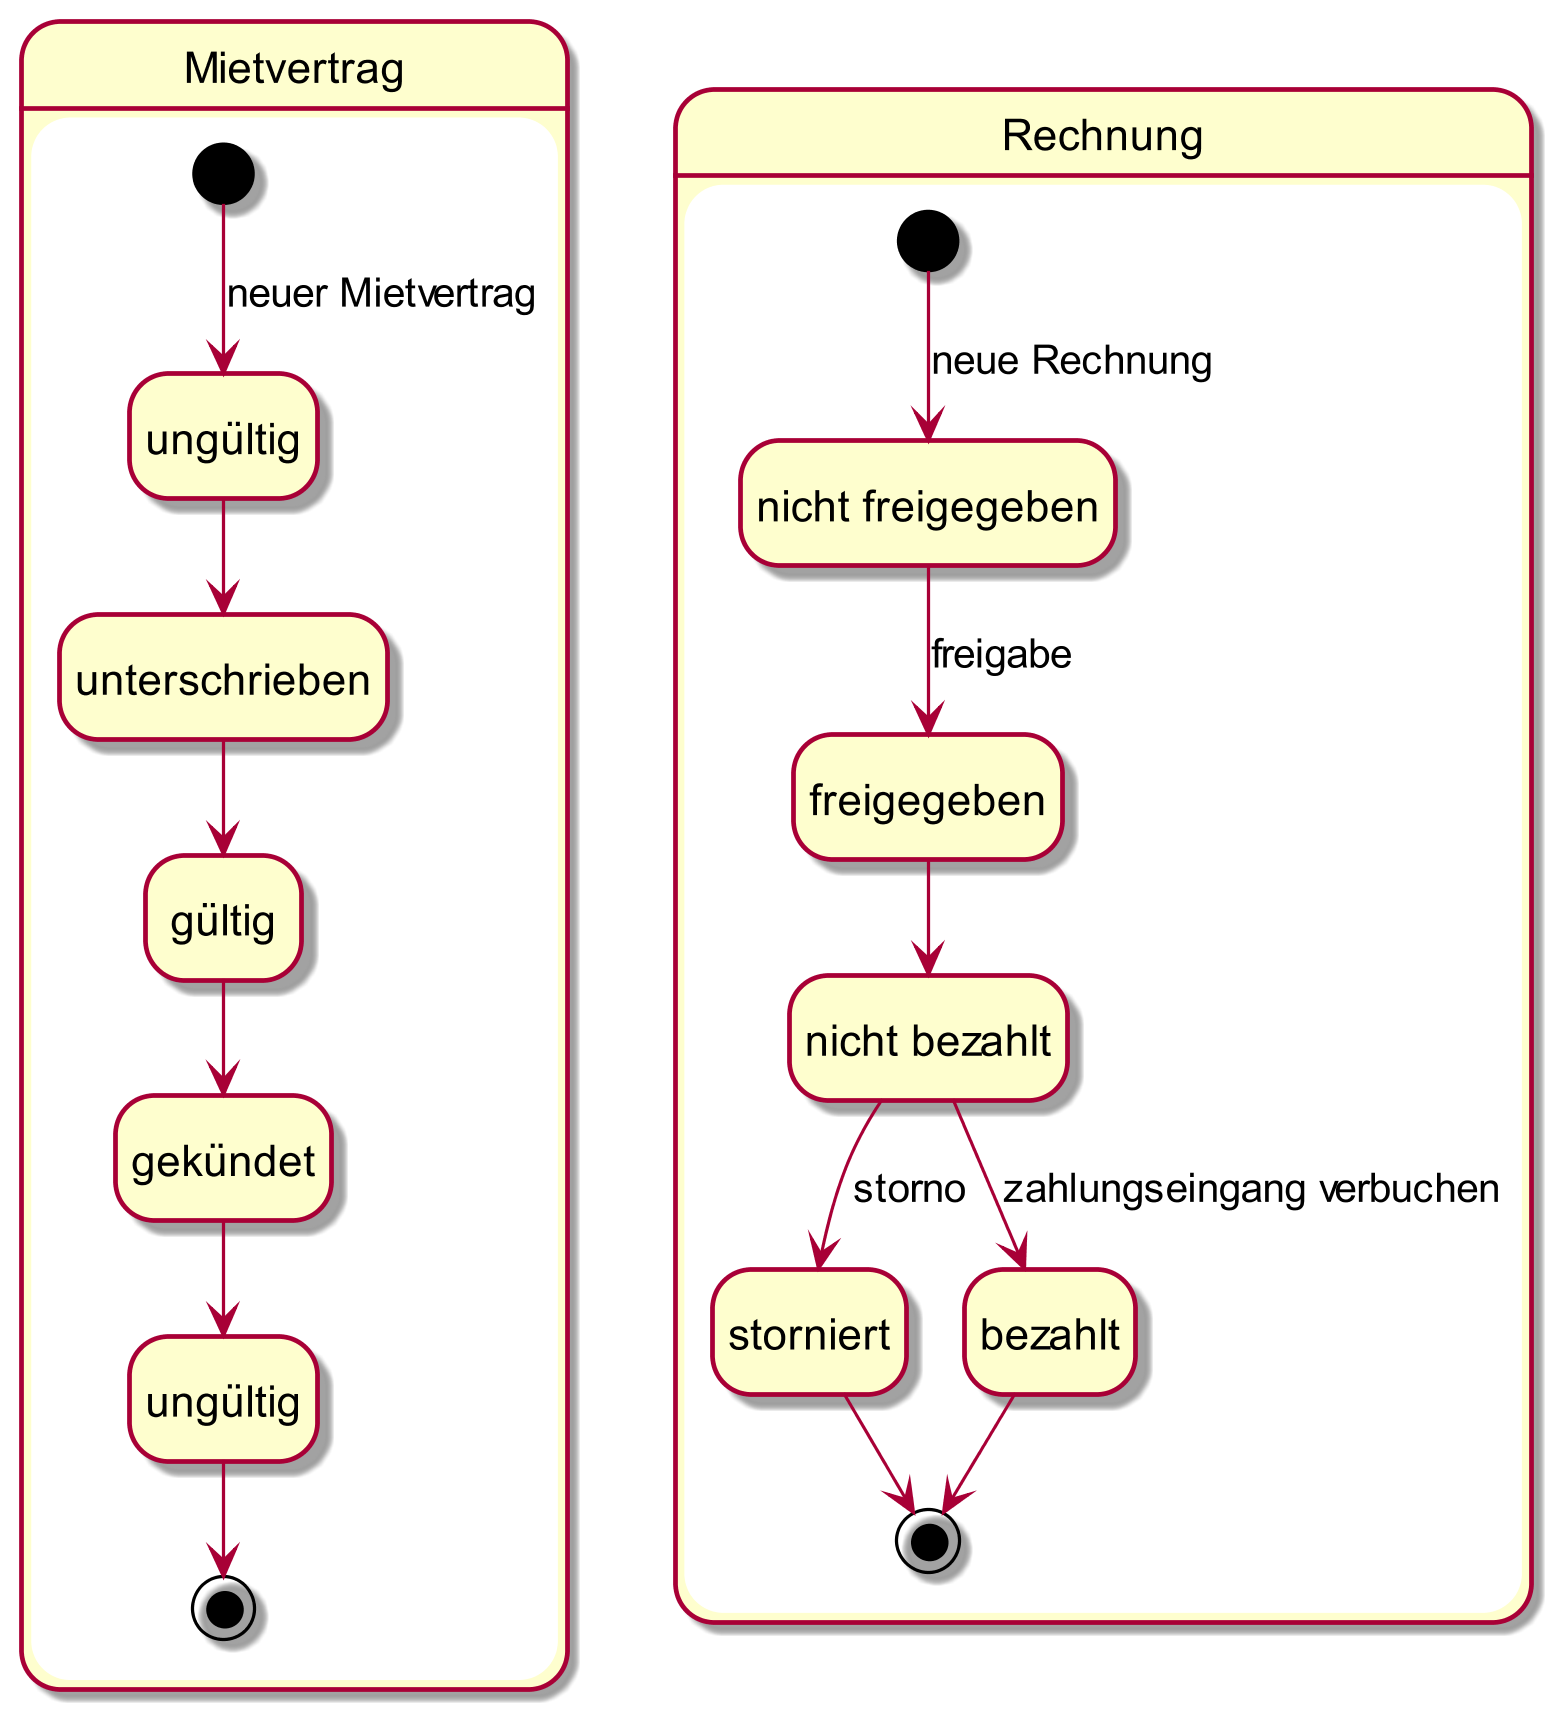 Mietvertrag
neuer Mietvertrag
ungültig
unterschrieben
gültig
gekündet
ungültig
Rechnung
neue Rechnung
nicht freigegeben
freigabe
freigegeben
nicht bezahlt
storno
zahlungseingang verbuchen
storniert
bezahlt